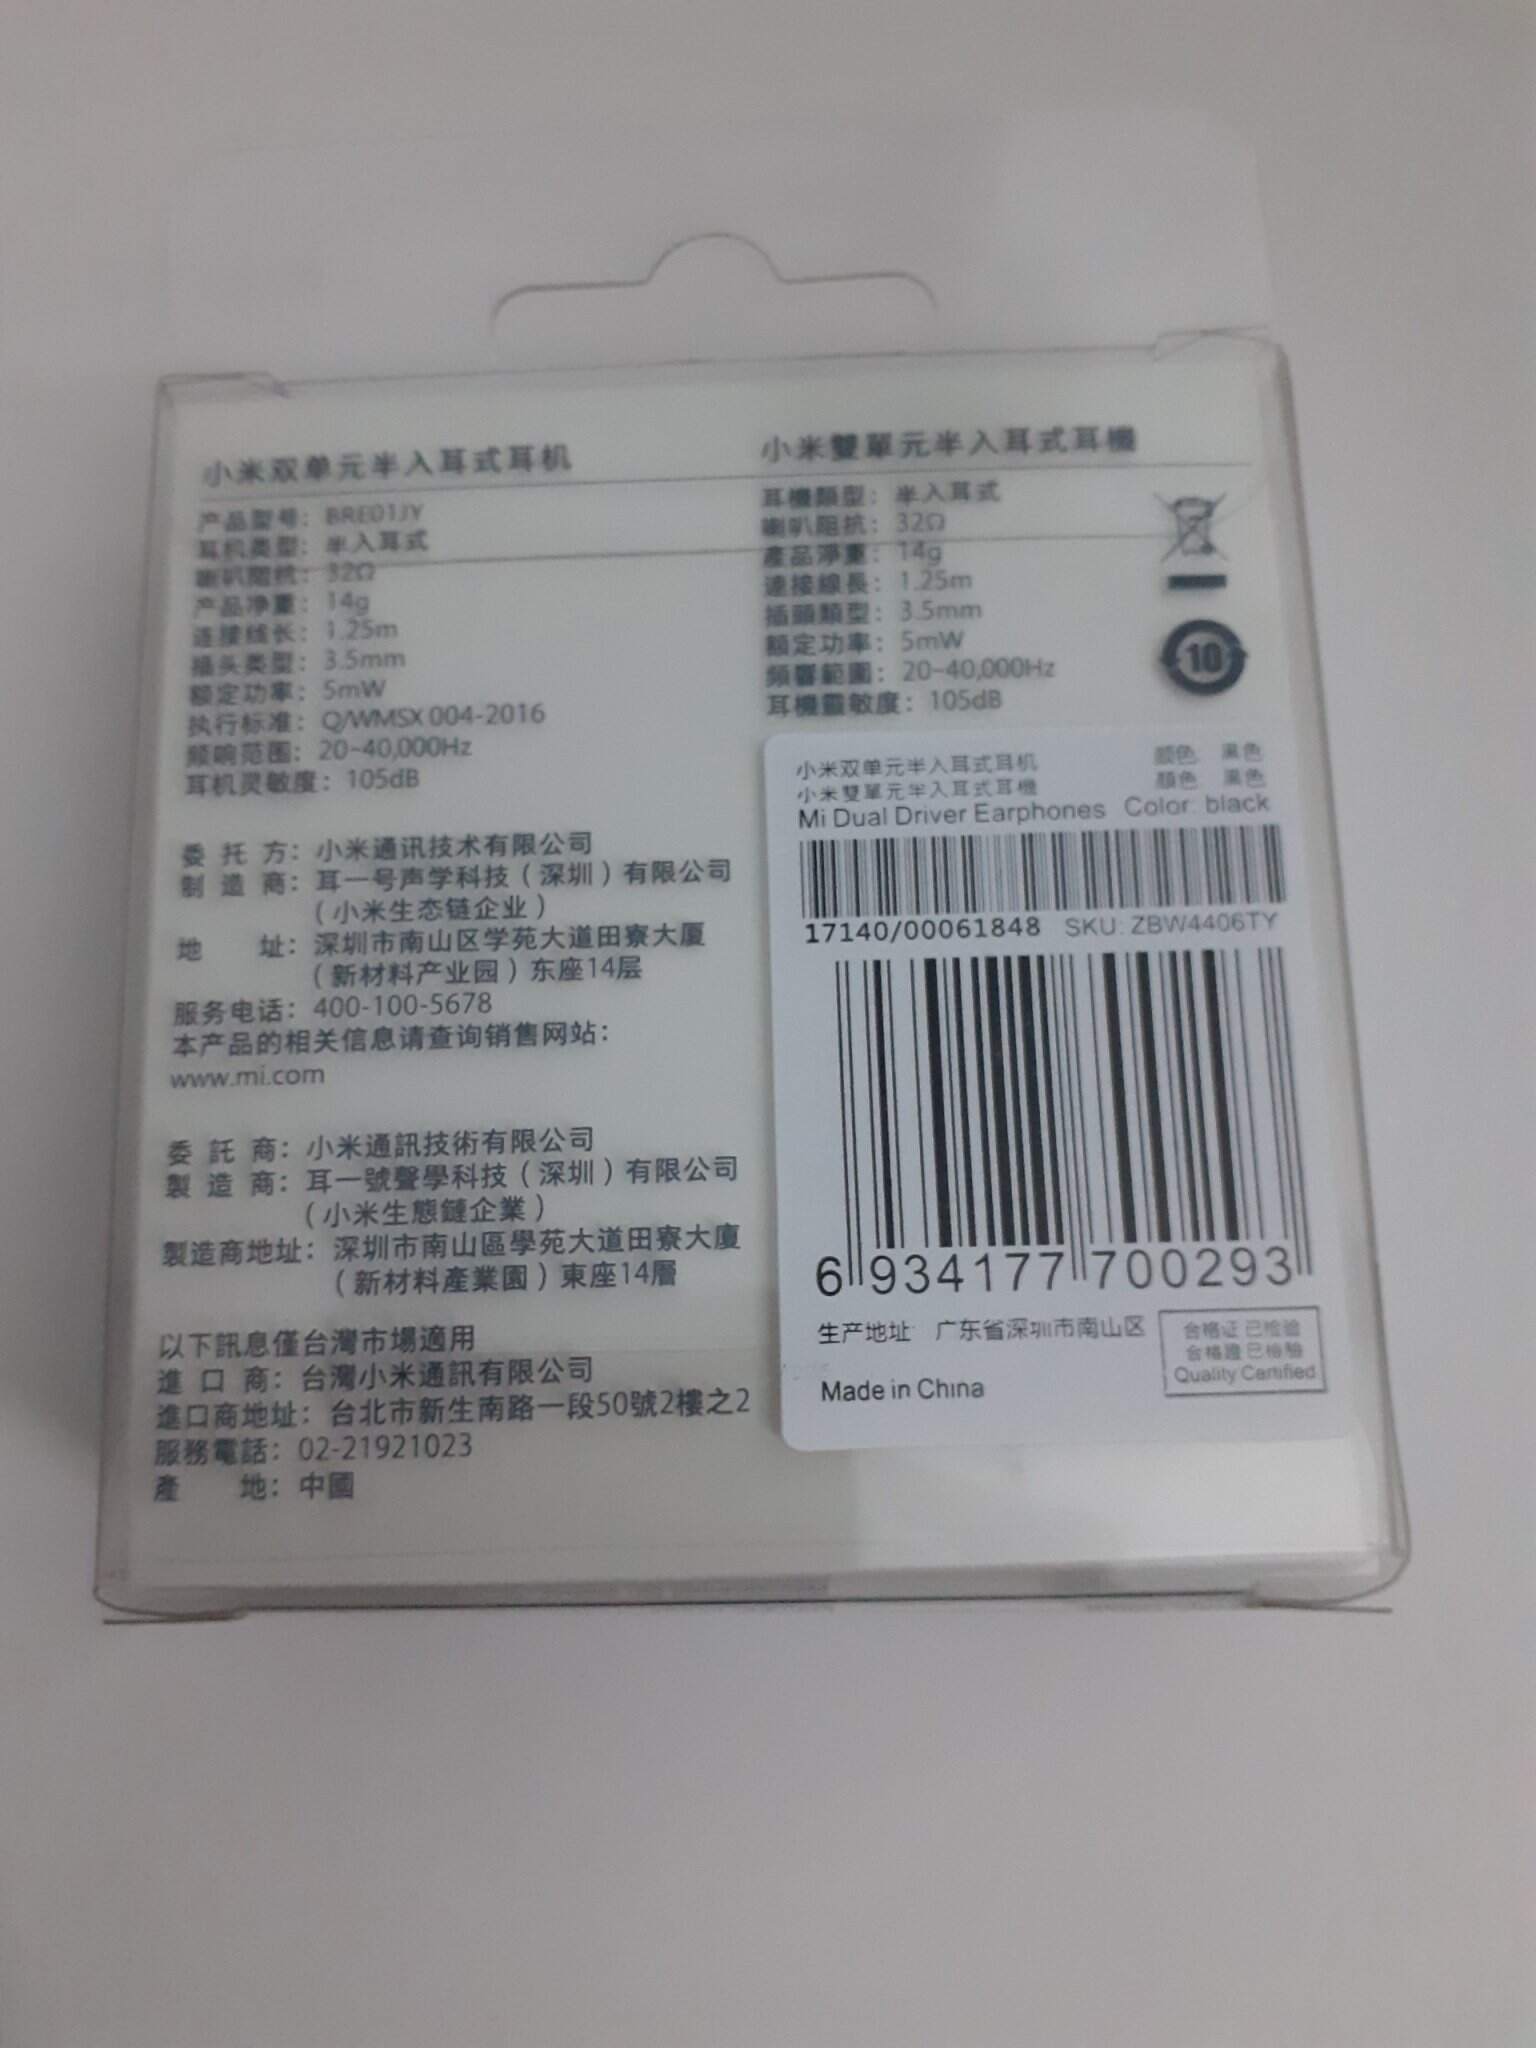 小米双单元半入耳式耳机
产品型号：BRE01JY
耳机类型：半入耳式
喇叭阻抗：32Ω
产品净重：14g
连接线长：1.25m
插头类型：3.5mm
额定功率：5mW
执行标准：Q/WMSX 004-2016
频响范围：20-40,000Hz
耳机灵敏度：105dB
委托方：小米通讯技术有限公司
制造商：耳一号声学科技（深圳）有限公司
（小米生态链企业）
地址：深圳市南山区学苑大道田寮大厦
（新材料产业园）东座14层
服务电话：400-100-5678
本产品的相关信息请查询销售网站：
www.mi.com
委託商：小米通訊技術有限公司
製造商：耳一號聲學科技（深圳）有限公司
（小米生態鏈企業）
製造商地址：深圳市南山區學苑大道田寮大廈
（新材料產業園）東座14層
以下訊息僅台灣市場適用
進口商：台灣小米通訊有限公司
進口商地址：台北市新生南路一段50號2樓之2
服務電話：02-21921023
產地：中國
小米雙單元半入耳式耳機
耳機類型：半入耳式
喇叭阻抗：32Ω
產品淨重：14g
連接線長：1.25m
插頭類型：3.5mm
額定功率：5mW
頻響範圍：20-40,000Hz
耳機靈敏度：105dB
10
小米双单元半入耳式耳机 颜色 黑色
小米雙單元半入耳式耳機 顏色 黑色
Mi Dual Driver Earphones Color: black
17140/00061848 SKU: ZBW4406TY
6 934177 700293
生产地址 广东省深圳市南山区
Made in China
合格证 已检验
合格證 已檢驗
Quality Certified